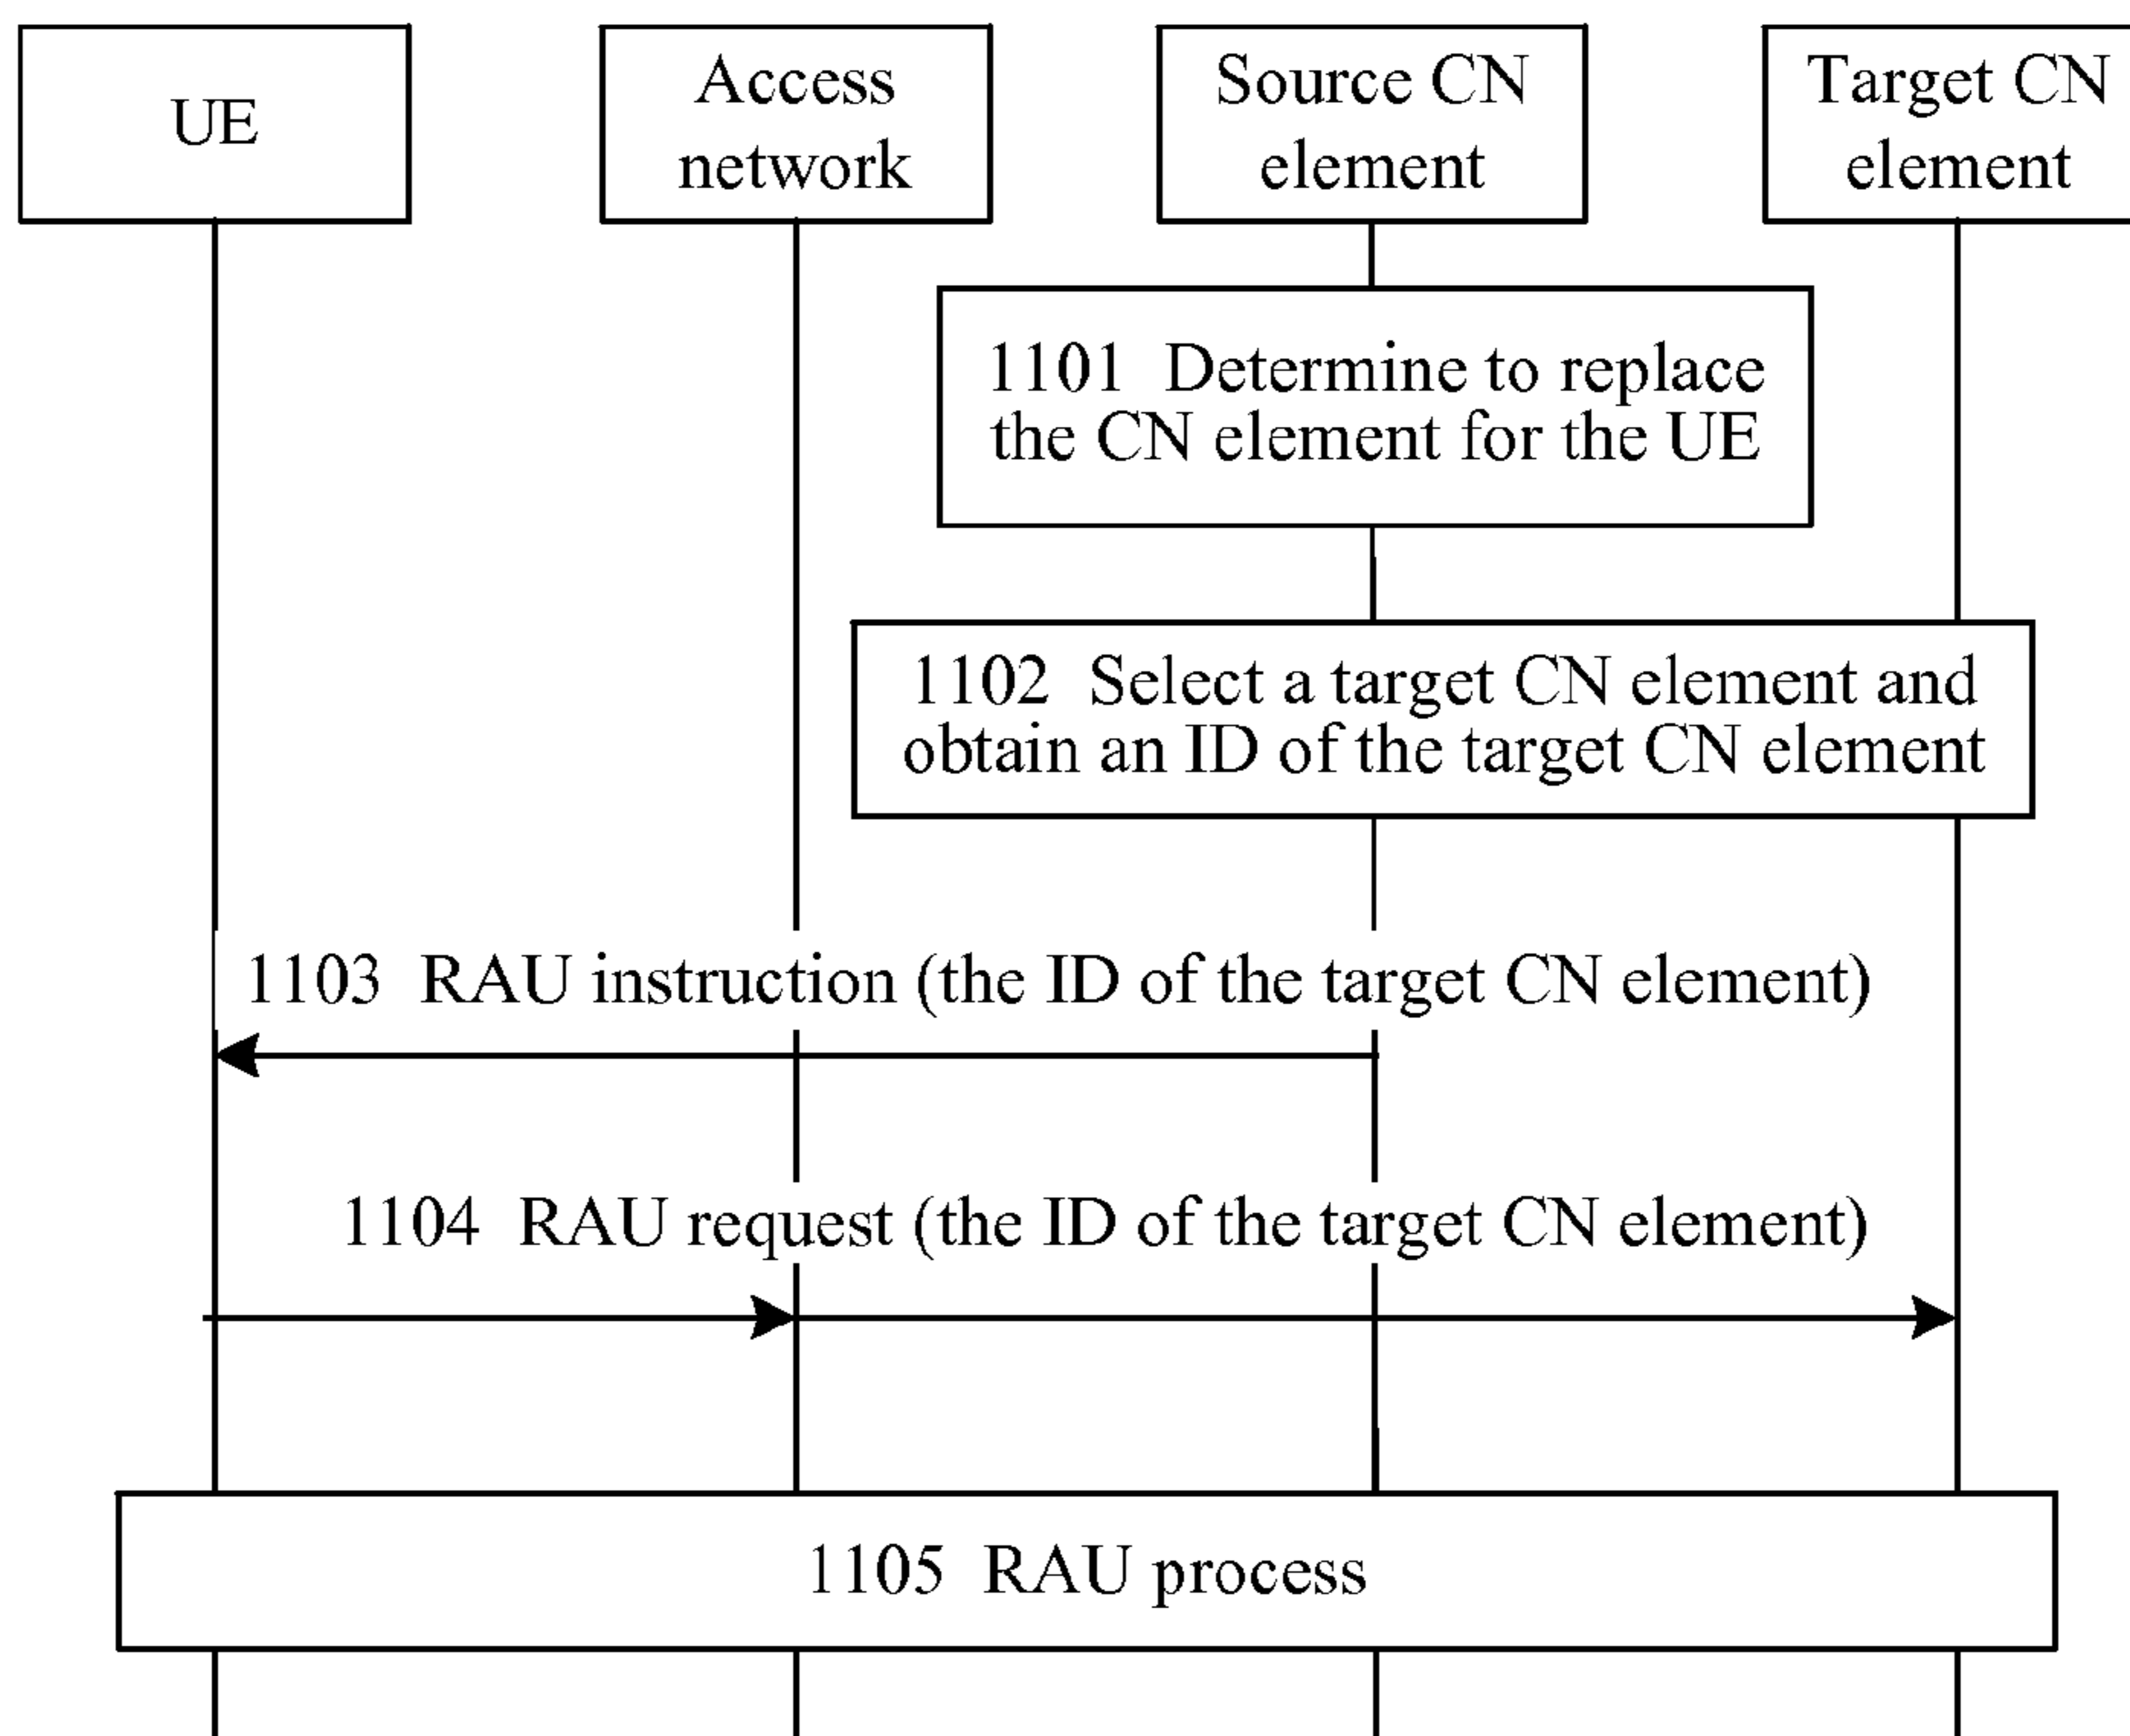 UE
Access
network
Source CN
element
Target CN
element
1101 Determine to replace
the CN element for the UE
1102 Select a target CN element and
obtain an ID of the target CN element
1103 RAU instruction (the ID of the target CN element)
1104 RAU request (the ID of the target CN element)
1105 RAU process